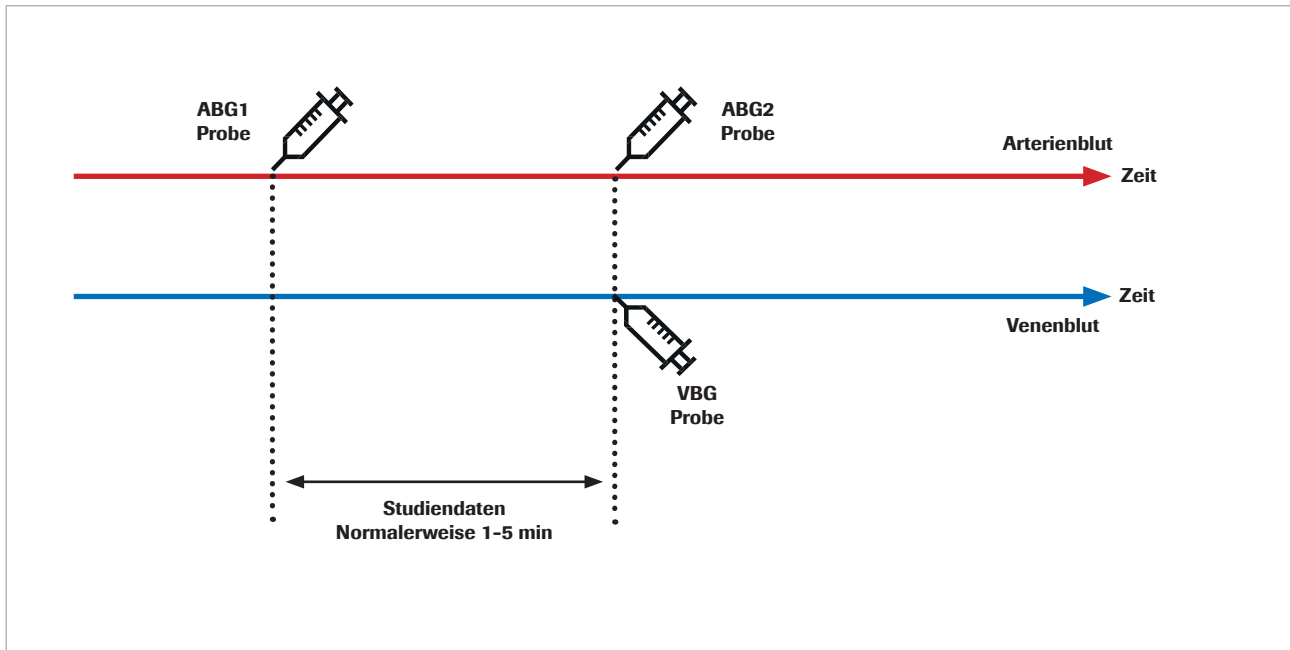 ABG1
Probe
ABG2
Probe
Arterienblut
Zeit
Zeit
Venenblut
VBG
Probe
Studiendaten
Normalerweise 1-5 min